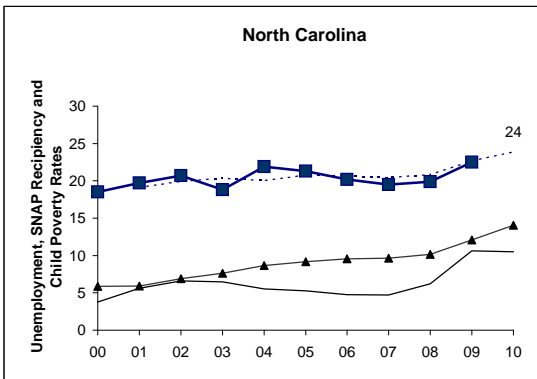 North Carolina
Unemployment, SNAP Recipiency and
Child Poverty Rates
30
25
20
15
10
5
0
24
00 01 02 03 04 05 06 07 08 09 10